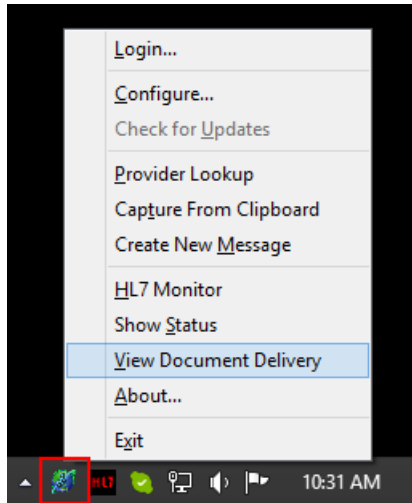 Login...
Configure...
Check for Updates
Provider Lookup
Capture From Clipboard
Create New Message
HL7 Monitor
Show Status
View Document Delivery
About...
Exit
HL7 10:31 AM